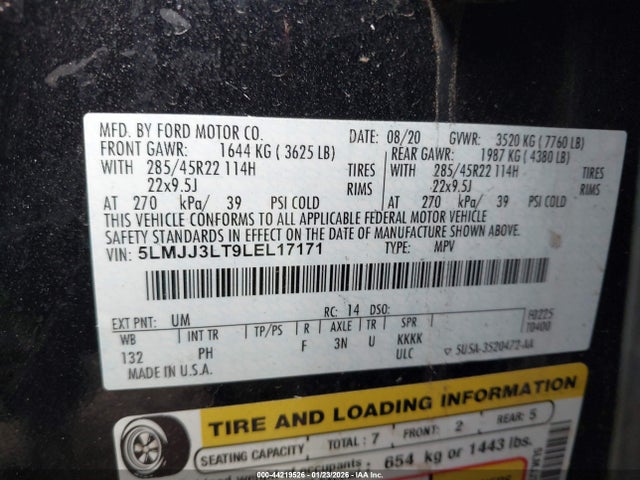 MFD. BY FORD MOTOR CO.
DATE: 08/20 GVWR: 3520 KG ( 7760 LB)
FRONT GAWR: 1644 KG ( 3625 LB) REAR GAWR: 1987 KG ( 4380 LB)
WITH 285/45R22 114H TIRES WITH 285/45R22 114H TIRES
22x9.5J RIMS 22x9.5J RIMS
AT 270 kPa/ 39 PSI COLD AT 270 kPa/ 39 PSI COLD
THIS VEHICLE CONFORMS TO ALL APPLICABLE FEDERAL MOTOR VEHICLE
SAFETY STANDARDS IN EFFECT ON THE DATE OF MANUFACTURE SHOWN ABOVE.
VIN: 5LMJJ3LT9LEL17171 TYPE: MPV
EXT PNT: UM RC: 14 DSO:
F0225
T0400
WB INT TR TP/PS R AXLE TR SPR
132 PH F 3N U KKKK
ULC
5U5A-3520472-AA
MADE IN U.S.A.
TIRE AND LOADING INFORMATION
SEATING CAPACITY TOTAL: 7 FRONT: 2 REAR: 5
654 kg or 1443 lbs.
000-44219526 - 01/23/2026 - IAA Inc.